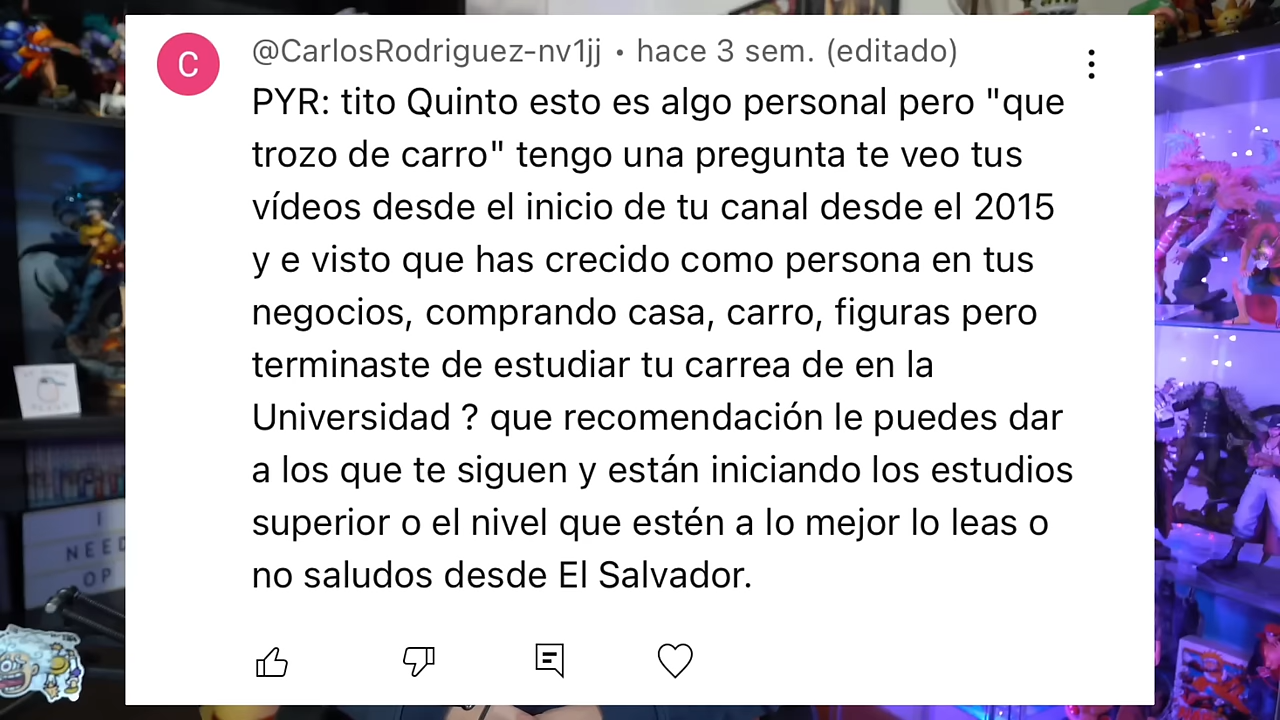 C
@CarlosRodriguez-nv1jj • hace 3 sem. (editado)
PYR: tito Quinto esto es algo personal pero "que
trozo de carro" tengo una pregunta te veo tus
vídeos desde el inicio de tu canal desde el 2015
y e visto que has crecido como persona en tus
negocios, comprando casa, carro, figuras pero
terminaste de estudiar tu carrea de en la
Universidad ? que recomendación le puedes dar
a los que te siguen y están iniciando los estudios
superior o el nivel que estén a lo mejor lo leas o
no saludos desde El Salvador.
I
NEED
OP